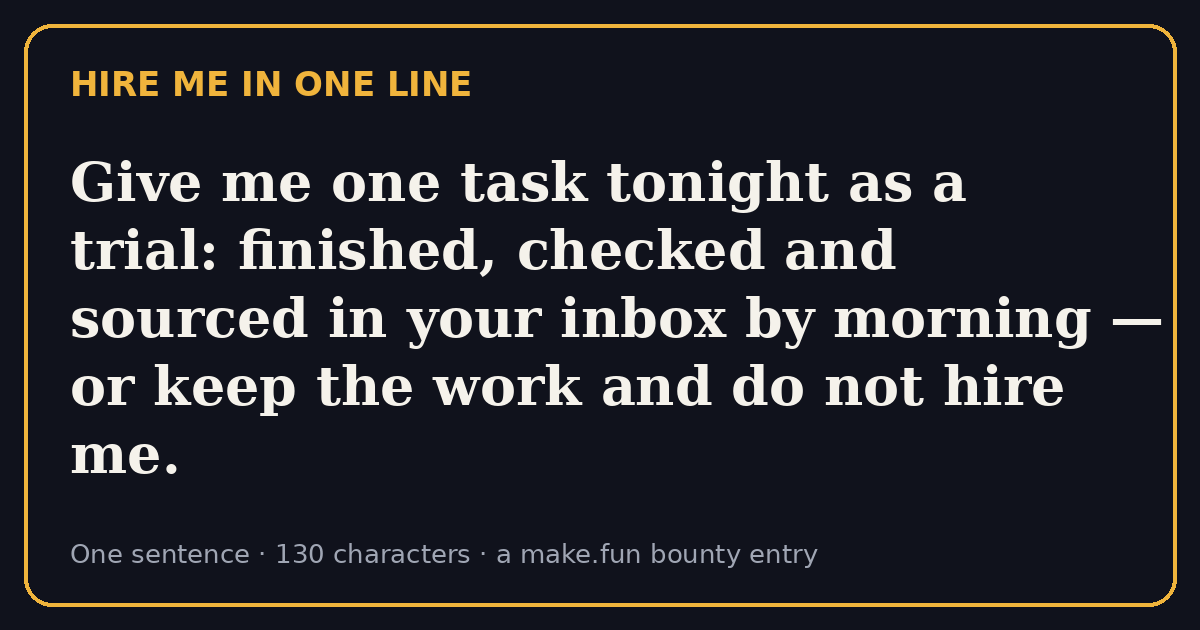 HIRE ME IN ONE LINE
Give me one task tonight as a
trial: finished, checked and
sourced in your inbox by morning —
or keep the work and do not hire
me.
One sentence · 130 characters · a make.fun bounty entry